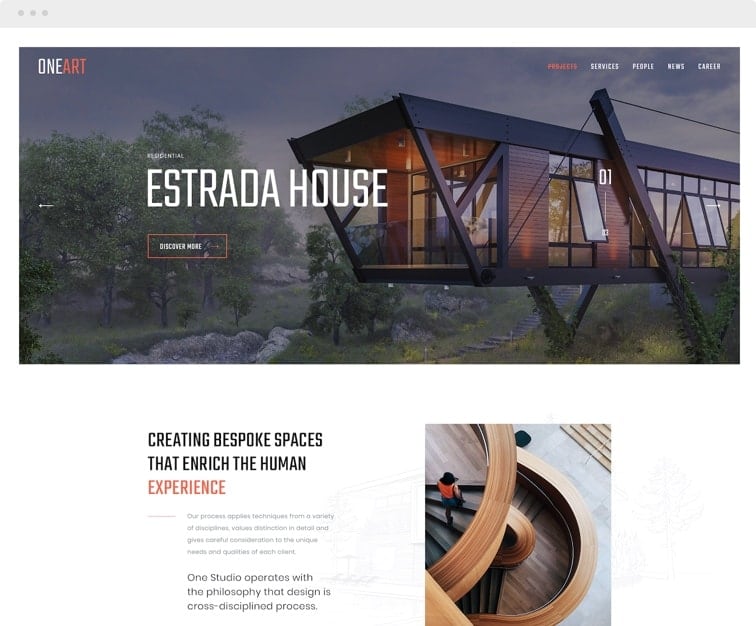 ONEART
PROJECTS SERVICES PEOPLE NEWS CAREER
RESIDENTIAL
ESTRADA HOUSE
01
03
DISCOVER MORE
CREATING BESPOKE SPACES
THAT ENRICH THE HUMAN
EXPERIENCE
Our process applies techniques from a variety
of disciplines, values distinction in detail and
gives careful consideration to the unique
needs and qualities of each client.
One Studio operates with
the philosophy that design is
cross-disciplined process.